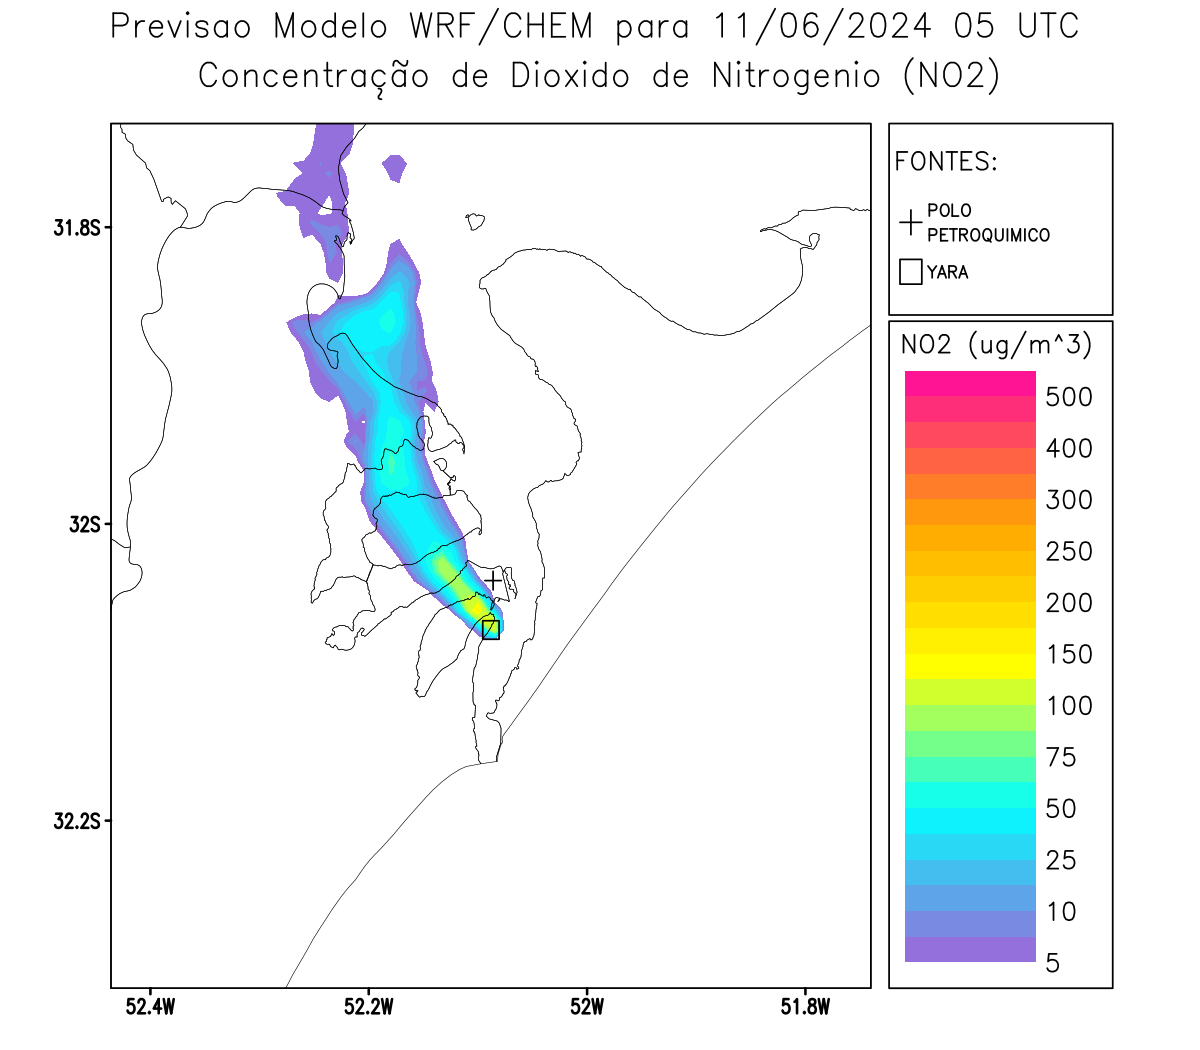 Previsao Modelo WRF/CHEM para 11/06/2024 05 UTC
Concentração de Dioxido de Nitrogenio (NO2)
FONTES:
POLO
PETROQUIMICO
YARA
NO2 (ug/m^3)
500
400
300
250
200
150
100
75
50
25
10
5
31.8S
32S
32.2S
52.4W
52.2W
52W
51.8W